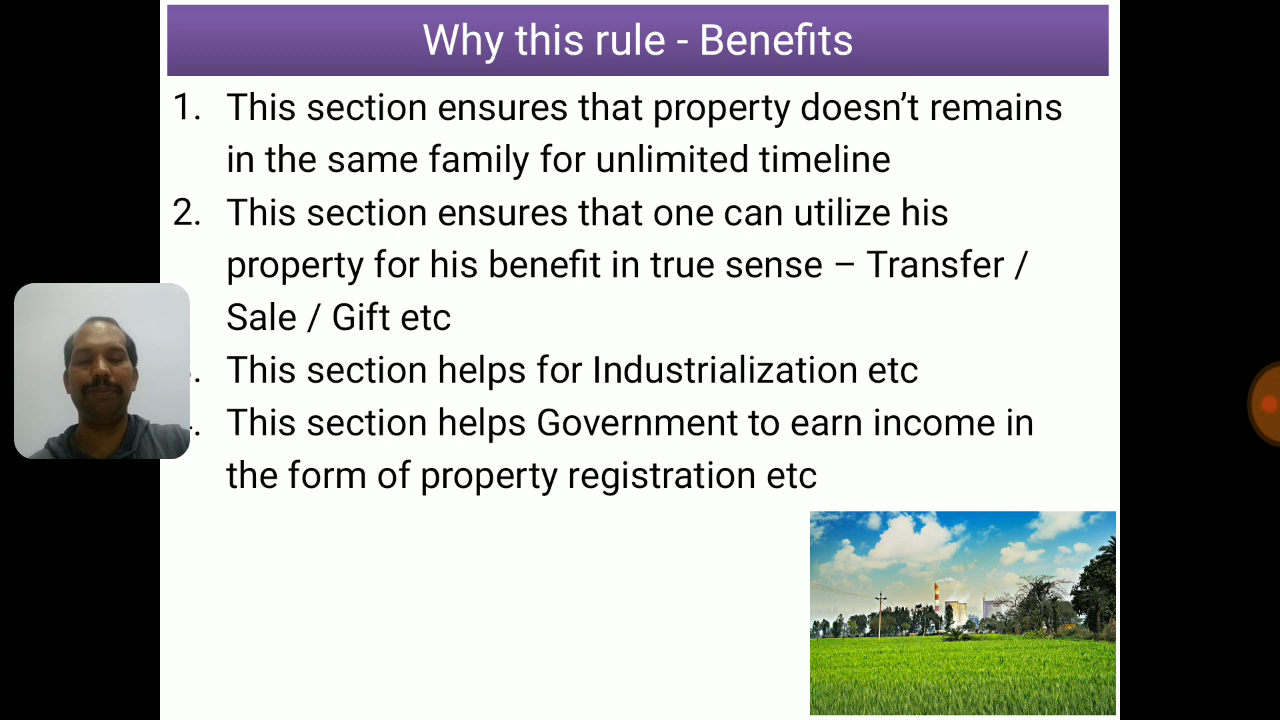 Why this rule - Benefits
1. This section ensures that property doesn’t remains
in the same family for unlimited timeline
2. This section ensures that one can utilize his
property for his benefit in true sense – Transfer /
Sale / Gift etc
. This section helps for Industrialization etc
. This section helps Government to earn income in
the form of property registration etc